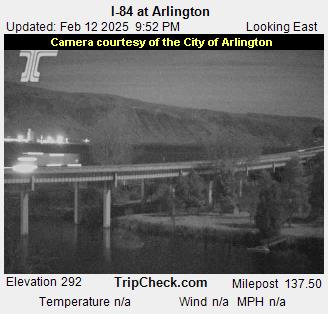 I-84 at Arlington
Updated: Feb 12 2025 9:52 PM Looking East
Camera courtesy of the City of Arlington
Elevation 292 TripCheck.com Milepost 137.50
Temperature n/a Wind n/a MPH n/a